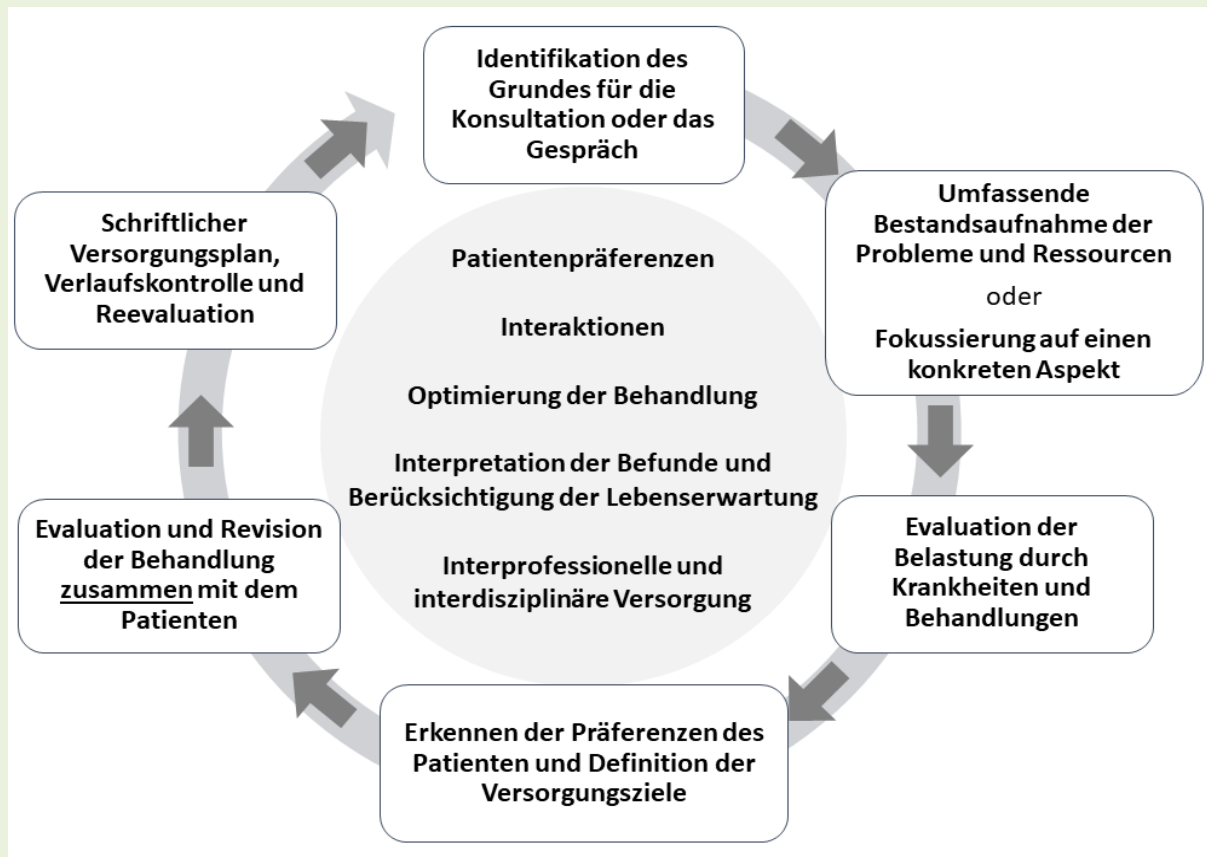 Identifikation des
Grundes für die
Konsultation oder das
Gespräch
Umfassende
Bestandsaufnahme der
Probleme und Ressourcen
oder
Fokussierung auf einen
konkreten Aspekt
Evaluation der
Belastung durch
Krankheiten und
Behandlungen
Erkennen der Präferenzen des
Patienten und Definition der
Versorgungsziele
Evaluation und Revision
der Behandlung
zusammen mit dem
Patienten
Schriftlicher
Versorgungsplan,
Verlaufskontrolle und
Reevaluation
Patientenpräferenzen
Interaktionen
Optimierung der Behandlung
Interpretation der Befunde und
Berücksichtigung der Lebenserwartung
Interprofessionelle und
interdisziplinäre Versorgung